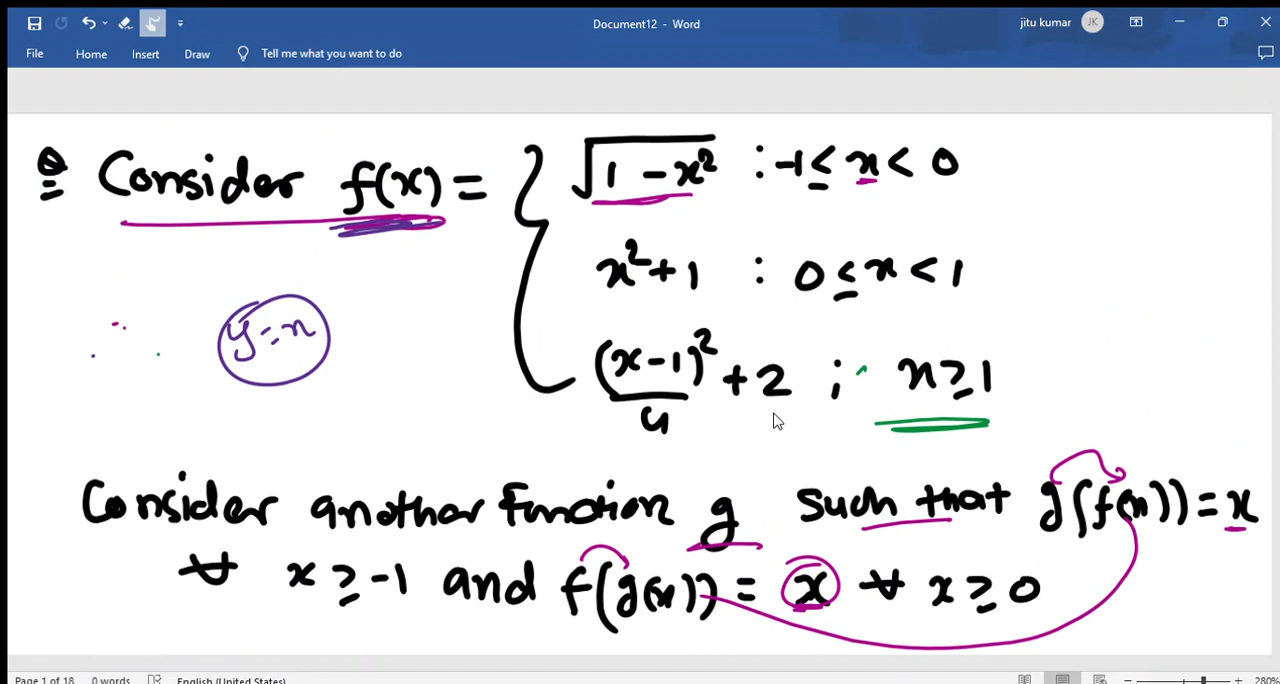 Document12 - Word
jitu kumar
JK
File Home Insert Draw Tell me what you want to do
Q Consider f(x) = { √(1 - x²) : -1 ≤ x < 0
x² + 1 : 0 ≤ x < 1
y = x
(x-1)²/4 + 2 ; x ≥ 1
Consider another function g such that g(f(x)) = x
∀ x ≥ -1 and f(g(x)) = x ∀ x ≥ 0
Page 1 of 18 0 words English (United States) 280%